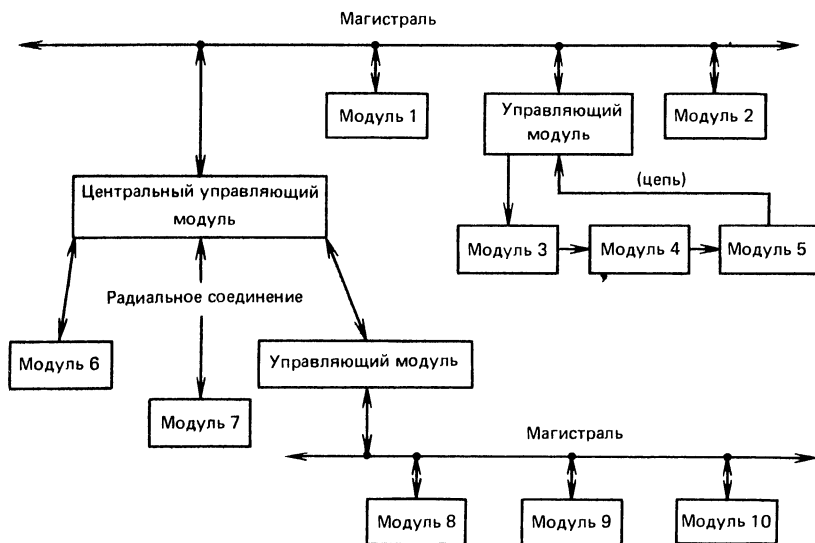 Магистраль
Модуль 1
Управляющий
модуль
Модуль 2
Центральный управляющий
модуль
(цепь)
Модуль 3
Модуль 4
Модуль 5
Радиальное соединение
Модуль 6
Управляющий модуль
Модуль 7
Магистраль
Модуль 8
Модуль 9
Модуль 10